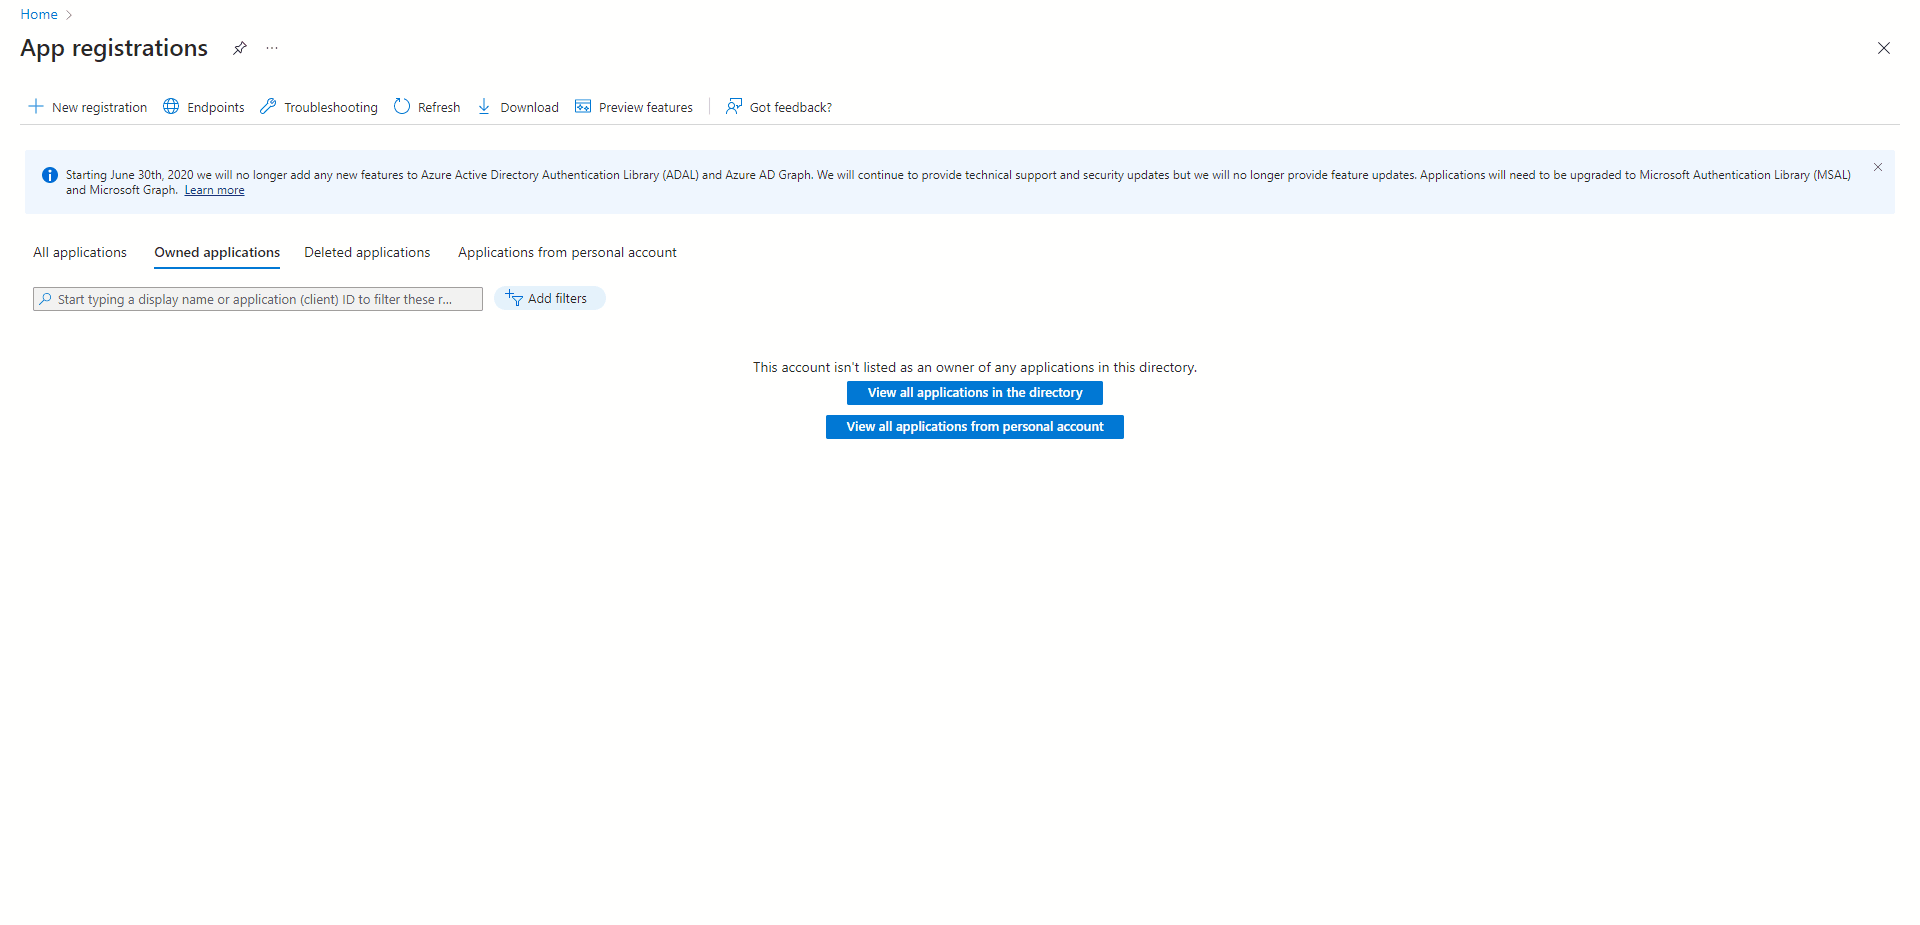 Home
App registrations
New registration Endpoints Troubleshooting Refresh Download Preview features Got feedback?
Starting June 30th, 2020 we will no longer add any new features to Azure Active Directory Authentication Library (ADAL) and Azure AD Graph. We will continue to provide technical support and security updates but we will no longer provide feature updates. Applications will need to be upgraded to Microsoft Authentication Library (MSAL)
and Microsoft Graph. Learn more
All applications Owned applications Deleted applications Applications from personal account
Start typing a display name or application (client) ID to filter these r... Add filters
This account isn't listed as an owner of any applications in this directory.
View all applications in the directory
View all applications from personal account